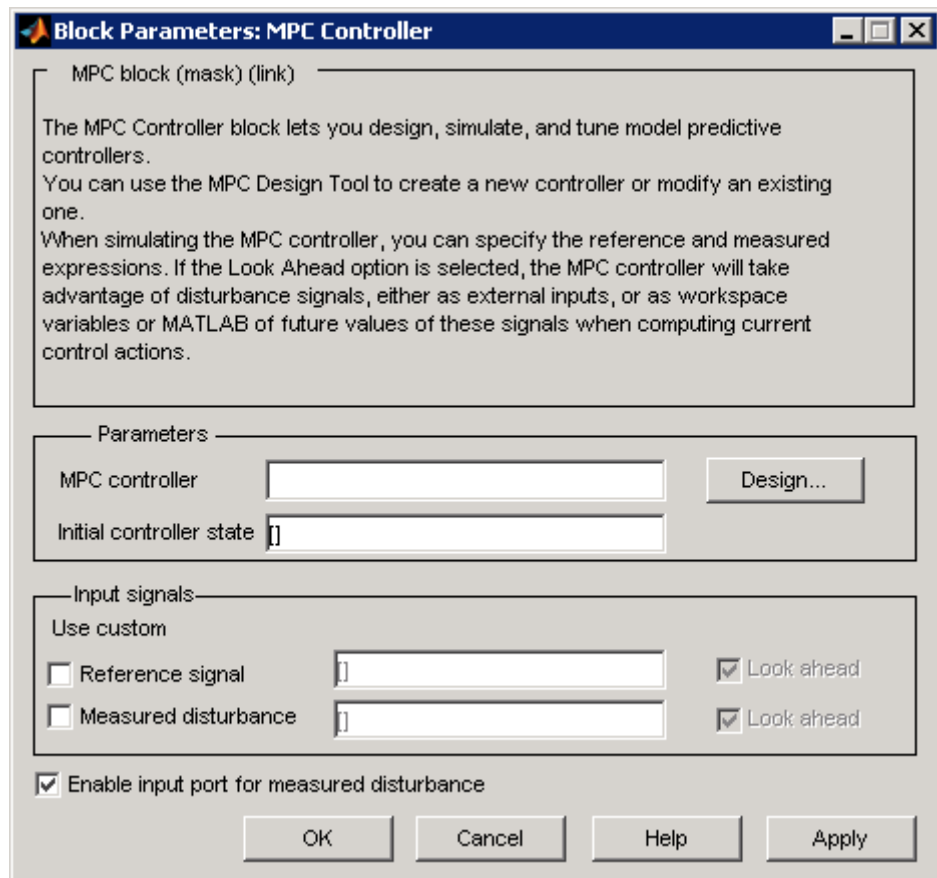 Block Parameters: MPC Controller
MPC block (mask) (link)
The MPC Controller block lets you design, simulate, and tune model predictive
controllers.
You can use the MPC Design Tool to create a new controller or modify an existing
one.
When simulating the MPC controller, you can specify the reference and measured
expressions. If the Look Ahead option is selected, the MPC controller will take
advantage of disturbance signals, either as external inputs, or as workspace
variables or MATLAB of future values of these signals when computing current
control actions.
Parameters
MPC controller Design...
Initial controller state []
Input signals
Use custom
Reference signal [] Look ahead
Measured disturbance [] Look ahead
Enable input port for measured disturbance
OK Cancel Help Apply